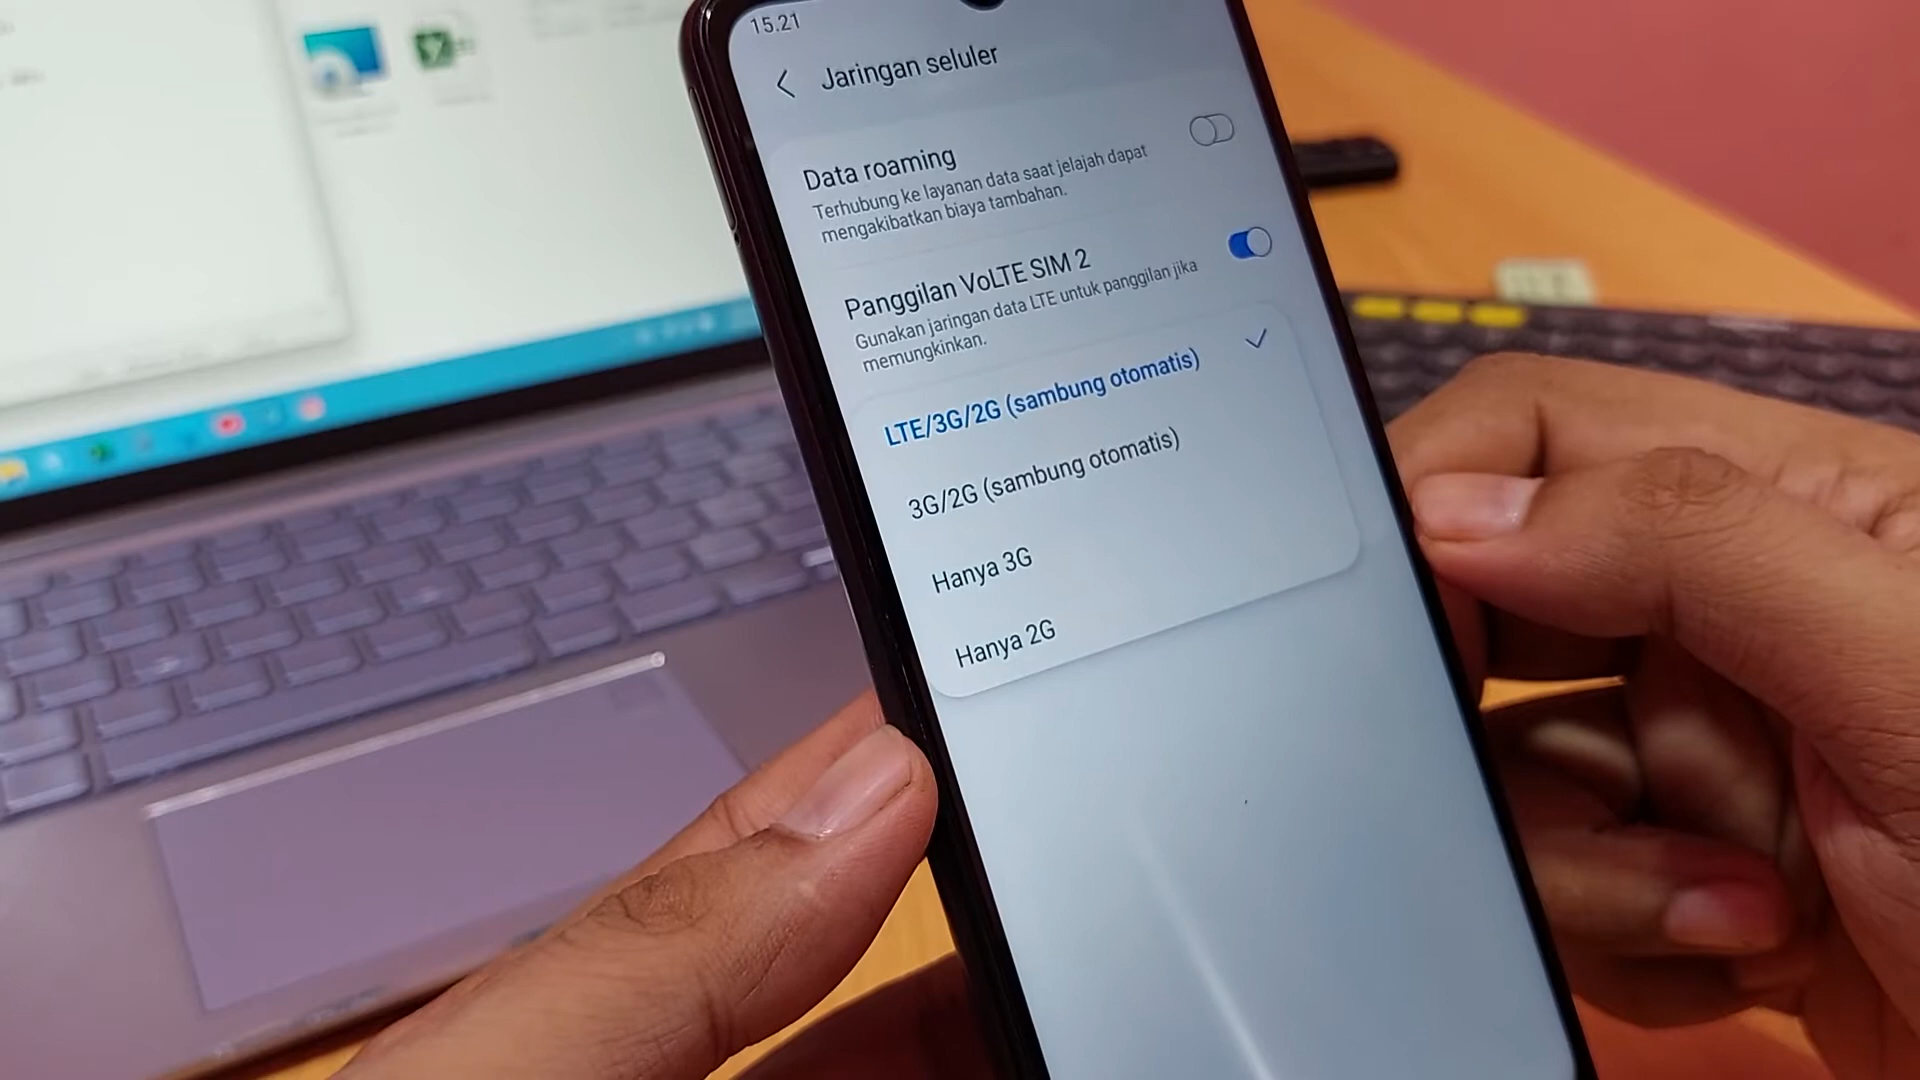 15.21
Jaringan seluler
Data roaming
Terhubung ke layanan data saat jelajah dapat
mengakibatkan biaya tambahan.
Panggilan VoLTE SIM 2
Gunakan jaringan data LTE untuk panggilan jika
memungkinkan.
LTE/3G/2G (sambung otomatis)
3G/2G (sambung otomatis)
Hanya 3G
Hanya 2G